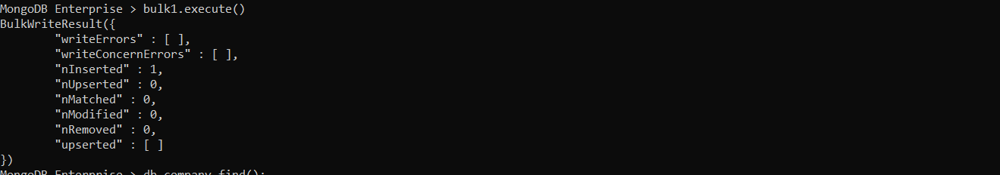 MongoDB Enterprise > bulk1.execute()
BulkWriteResult({
        "writeErrors" : [ ],
        "writeConcernErrors" : [ ],
        "nInserted" : 1,
        "nUpserted" : 0,
        "nMatched" : 0,
        "nModified" : 0,
        "nRemoved" : 0,
        "upserted" : [ ]
})
MongoDB Enterprise > db.company.find();